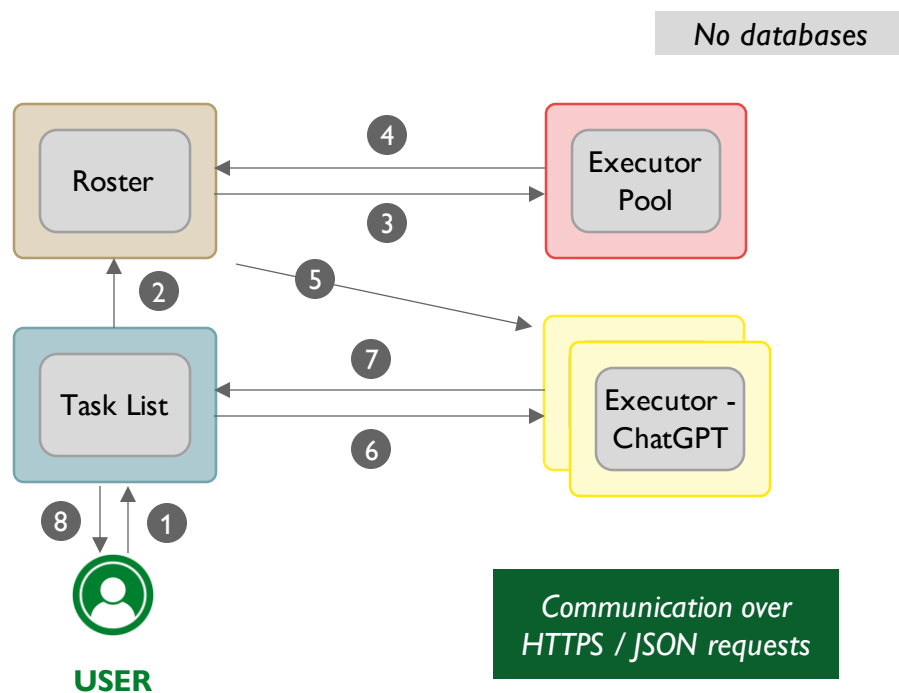 No databases
4
Roster
Executor
Pool
3
2
5
7
Task List
Executor -
ChatGPT
6
8
1
Communication over
HTTPS / JSON requests
USER